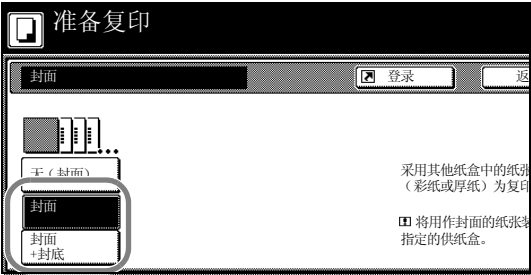 准备复印
封面
登录
返
无（封面）
封面
封面
+封底
采用其他纸盒中的纸张
（彩纸或厚纸）为复印
将用作封面的纸张装
指定的供纸盒。